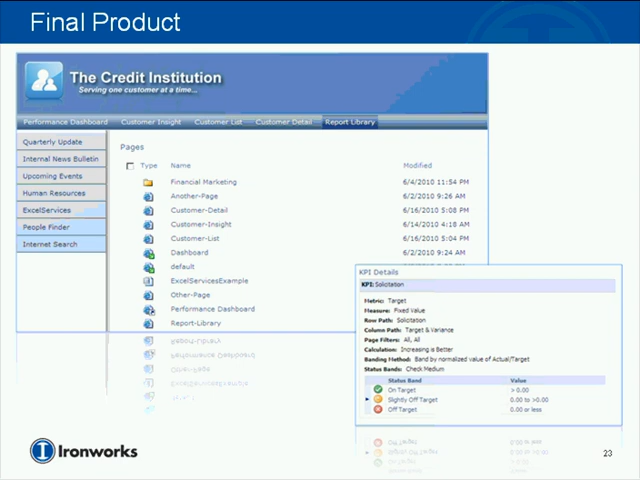 Final Product
The Credit Institution
Serving one customer at a time...
Performance Dashboard Customer Insight Customer List Customer Detail Report Library
Quarterly Update
Internal News Bulletin
Upcoming Events
Human Resources
ExcelServices
People Finder
Internet Search
Pages
Type Name Modified
Financial Marketing 6/4/2010 11:54 PM
Another-Page 6/2/2010 9:26 AM
Customer-Detail 6/16/2010 5:08 PM
Customer-Insight 6/14/2010 4:18 AM
Customer-List 6/16/2010 5:04 PM
Dashboard 6/2/2010 9:24 AM
default
ExcelServicesExample
Other-Page
Performance Dashboard
Report-Library
KPI Details
KPI: Solicitation
Metric: Target
Measure: Fixed Value
Row Path: Solicitation
Column Path: Target & Variance
Page Filters: All, All
Calculation: Increasing is Better
Banding Method: Band by normalized value of Actual/Target
Status Bands: Check Medium
Status Band Value
On Target > 0.00
Slightly Off Target 0.00 to >0.00
Off Target 0.00 or less
Ironworks
23